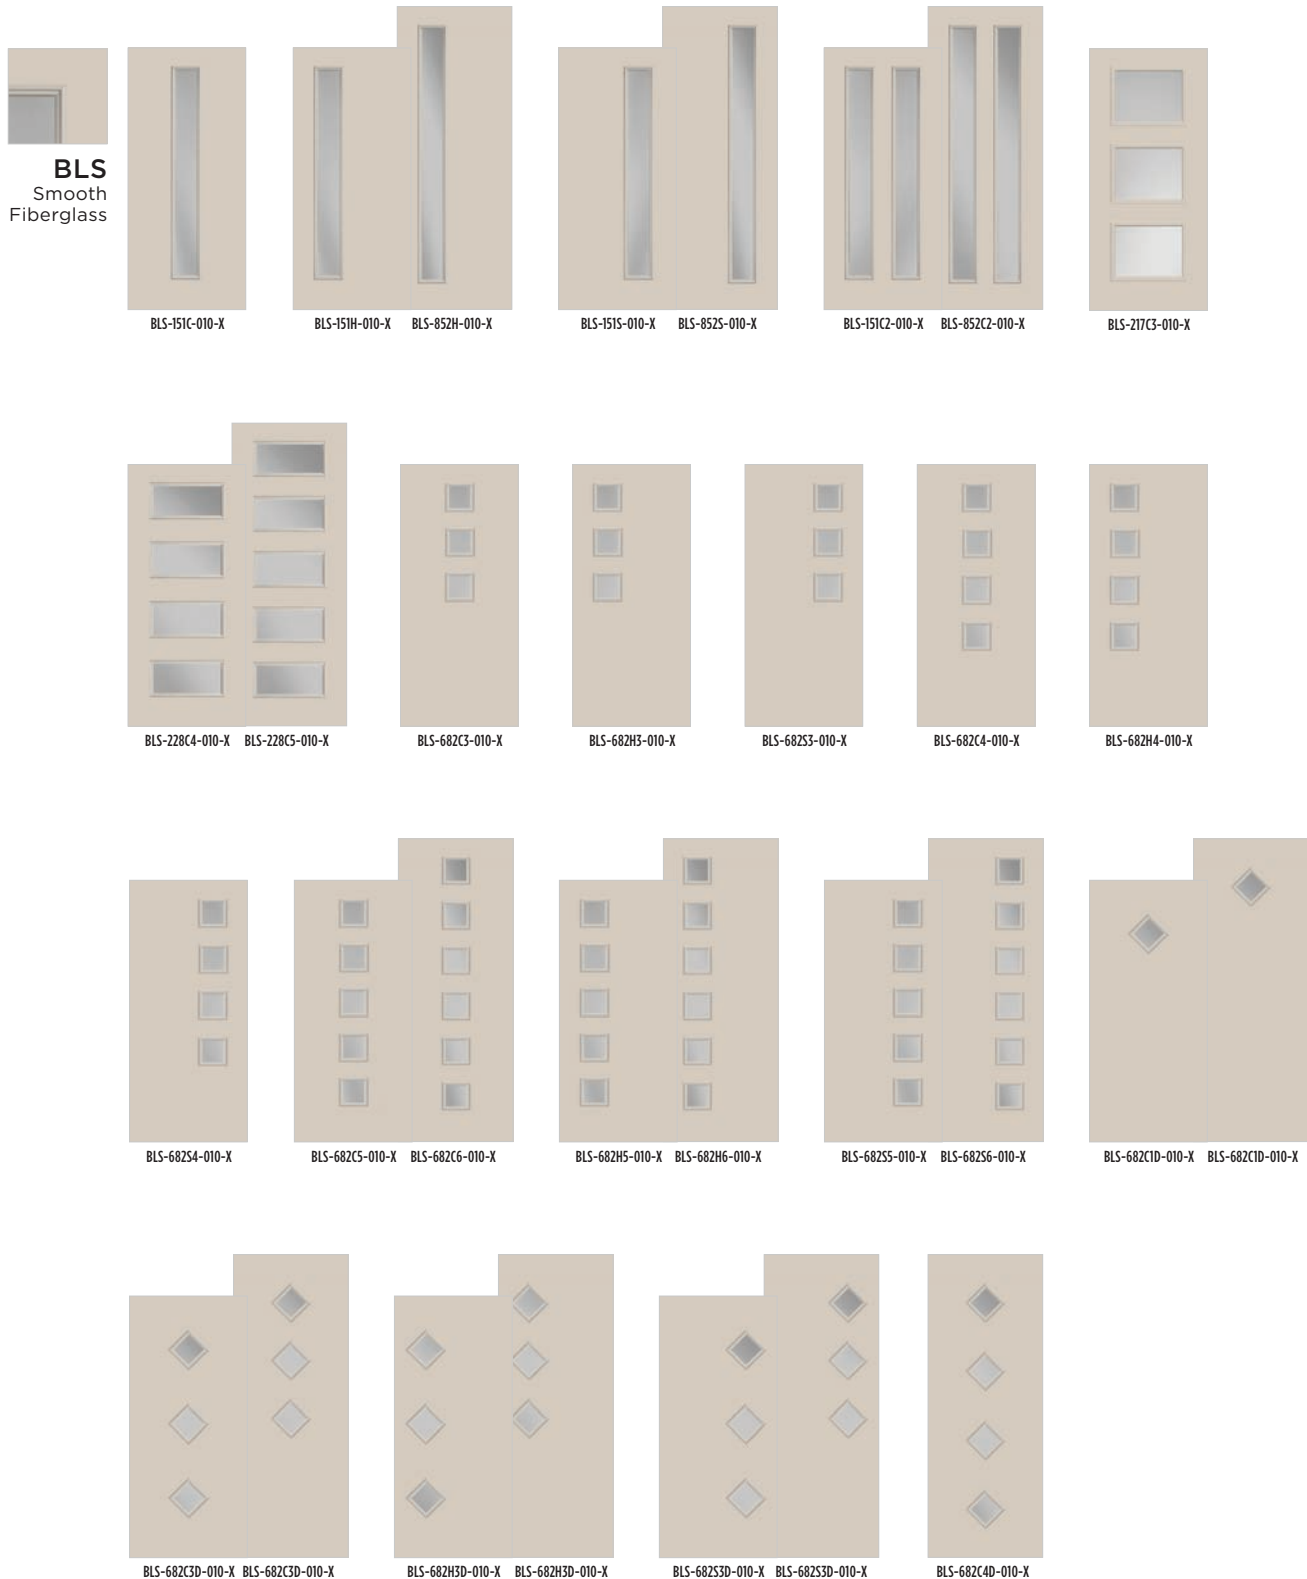 BLS
Smooth
Fiberglass
BLS-151C-010-X BLS-151H-010-X BLS-852H-010-X BLS-151S-010-X BLS-852S-010-X BLS-151C2-010-X BLS-852C2-010-X BLS-217C3-010-X
BLS-228C4-010-X BLS-228C5-010-X BLS-682C3-010-X BLS-682H3-010-X BLS-682S3-010-X BLS-682C4-010-X BLS-682H4-010-X
BLS-682S4-010-X BLS-682C5-010-X BLS-682C6-010-X BLS-682H5-010-X BLS-682H6-010-X BLS-682S5-010-X BLS-682S6-010-X BLS-682C1D-010-X BLS-682C1D-010-X
BLS-682C3D-010-X BLS-682C3D-010-X BLS-682H3D-010-X BLS-682H3D-010-X BLS-682S3D-010-X BLS-682S3D-010-X BLS-682C4D-010-X